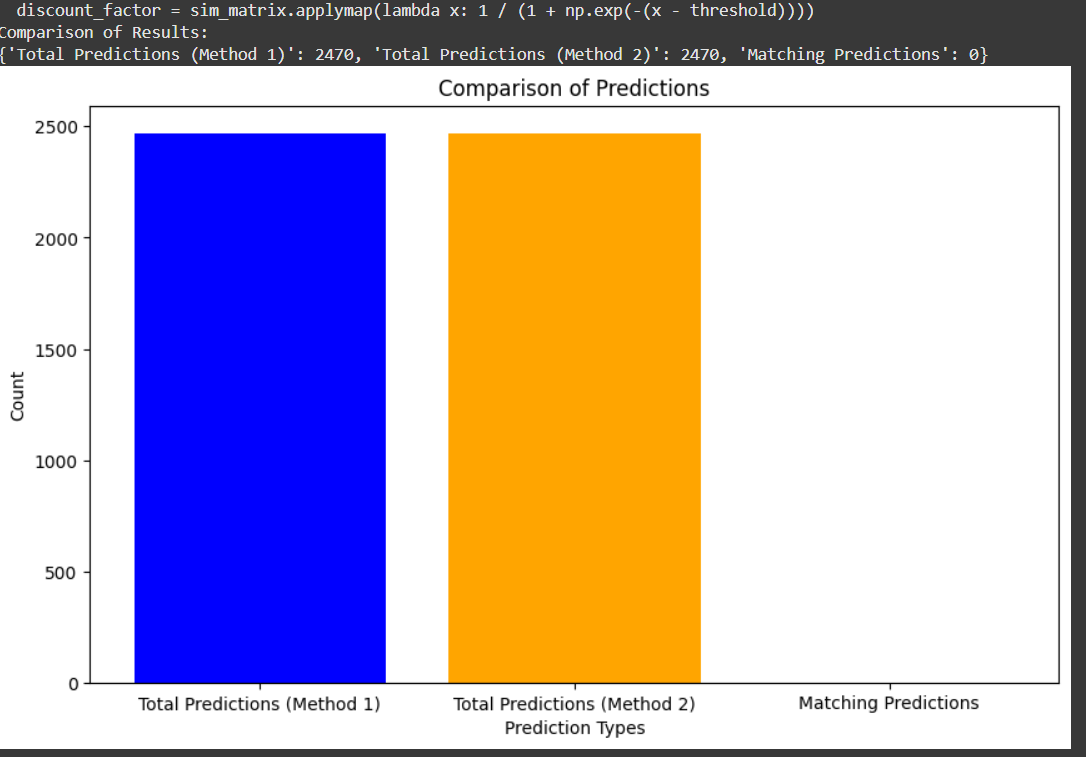 discount_factor = sim_matrix.applymap(lambda x: 1 / (1 + np.exp(-(x - threshold))))
Comparison of Results:
{'Total Predictions (Method 1)': 2470, 'Total Predictions (Method 2)': 2470, 'Matching Predictions': 0}
Comparison of Predictions
2500
2000
1500
1000
500
0
Count
Total Predictions (Method 1) Total Predictions (Method 2) Matching Predictions
Prediction Types